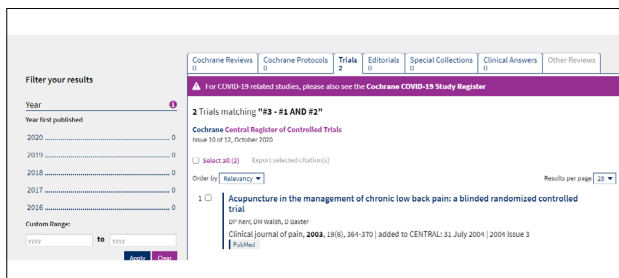 Cochrane Reviews
0
Cochrane Protocols
0
Trials
2
Editorials
0
Special Collections
0
Clinical Answers
0
Other Reviews
Filter your results
For COVID-19 related studies, please also see the Cochrane COVID-19 Study Register
Year
Year first published
2020 0
2019 0
2018 0
2017 0
2016 0
Custom Range:
yyyy to yyyy
Apply Clear
2 Trials matching "#3 - #1 AND #2"
Cochrane Central Register of Controlled Trials
Issue 10 of 12, October 2020
Select all (2) Export selected citation(s)
Order by Relevancy
Results per page 25
1
Acupuncture in the management of chronic low back pain: a blinded randomized controlled
trial
DP Kerr, DM Walsh, D Baxter
Clinical journal of pain, 2003, 19(6), 364-370 | added to CENTRAL: 31 July 2004 | 2004 Issue 3
PubMed